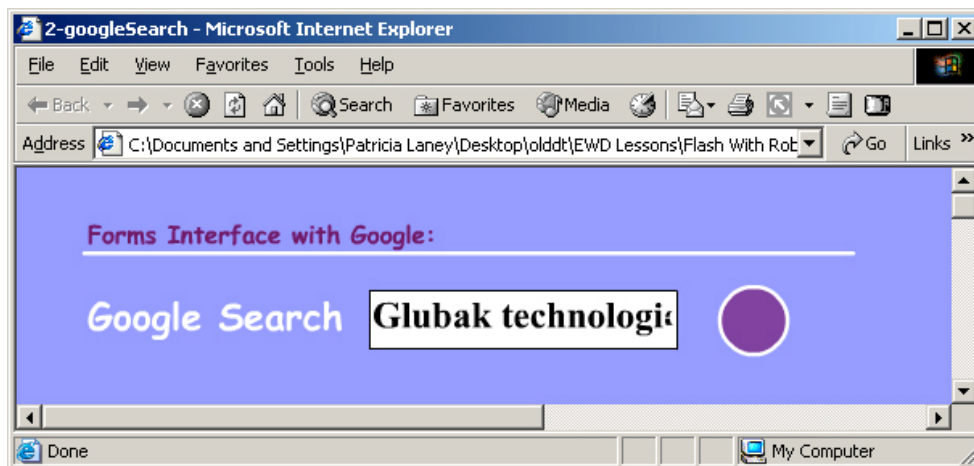 2-googleSearch - Microsoft Internet Explorer
File Edit View Favorites Tools Help
Back Search Favorites Media
Address C:\Documents and Settings\Patricia Laney\Desktop\olddt\EWD Lessons\Flash With Rob Go Links »
Forms Interface with Google:
Google Search Glubak technologi
Done My Computer